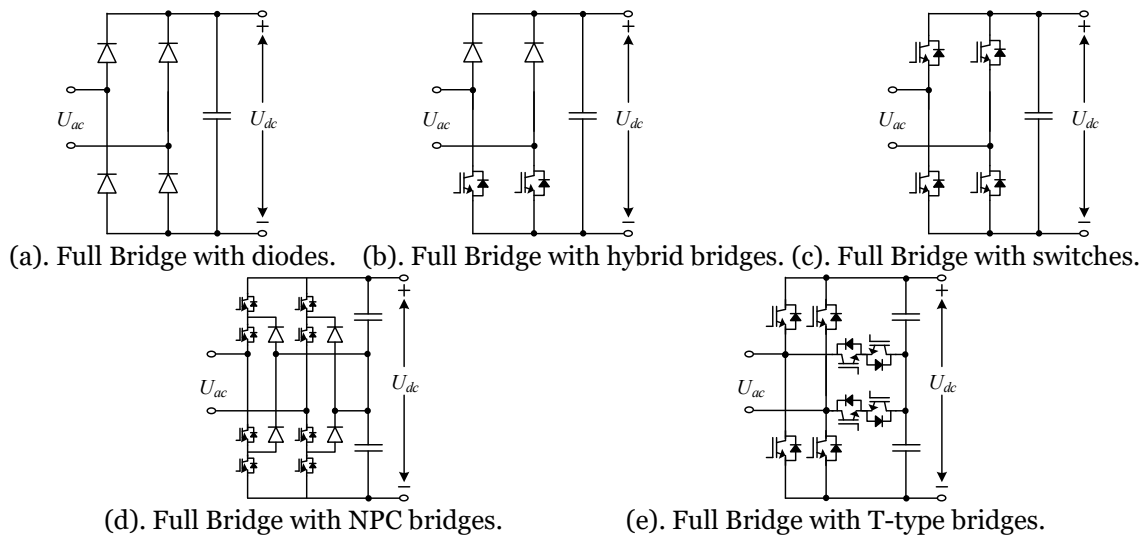 +
U_ac
U_dc
−
+
U_ac
U_dc
−
+
U_ac
U_dc
−
(a). Full Bridge with diodes.
(b). Full Bridge with hybrid bridges.
(c). Full Bridge with switches.
+
U_ac
U_dc
−
+
U_ac
U_dc
−
(d). Full Bridge with NPC bridges.
(e). Full Bridge with T-type bridges.